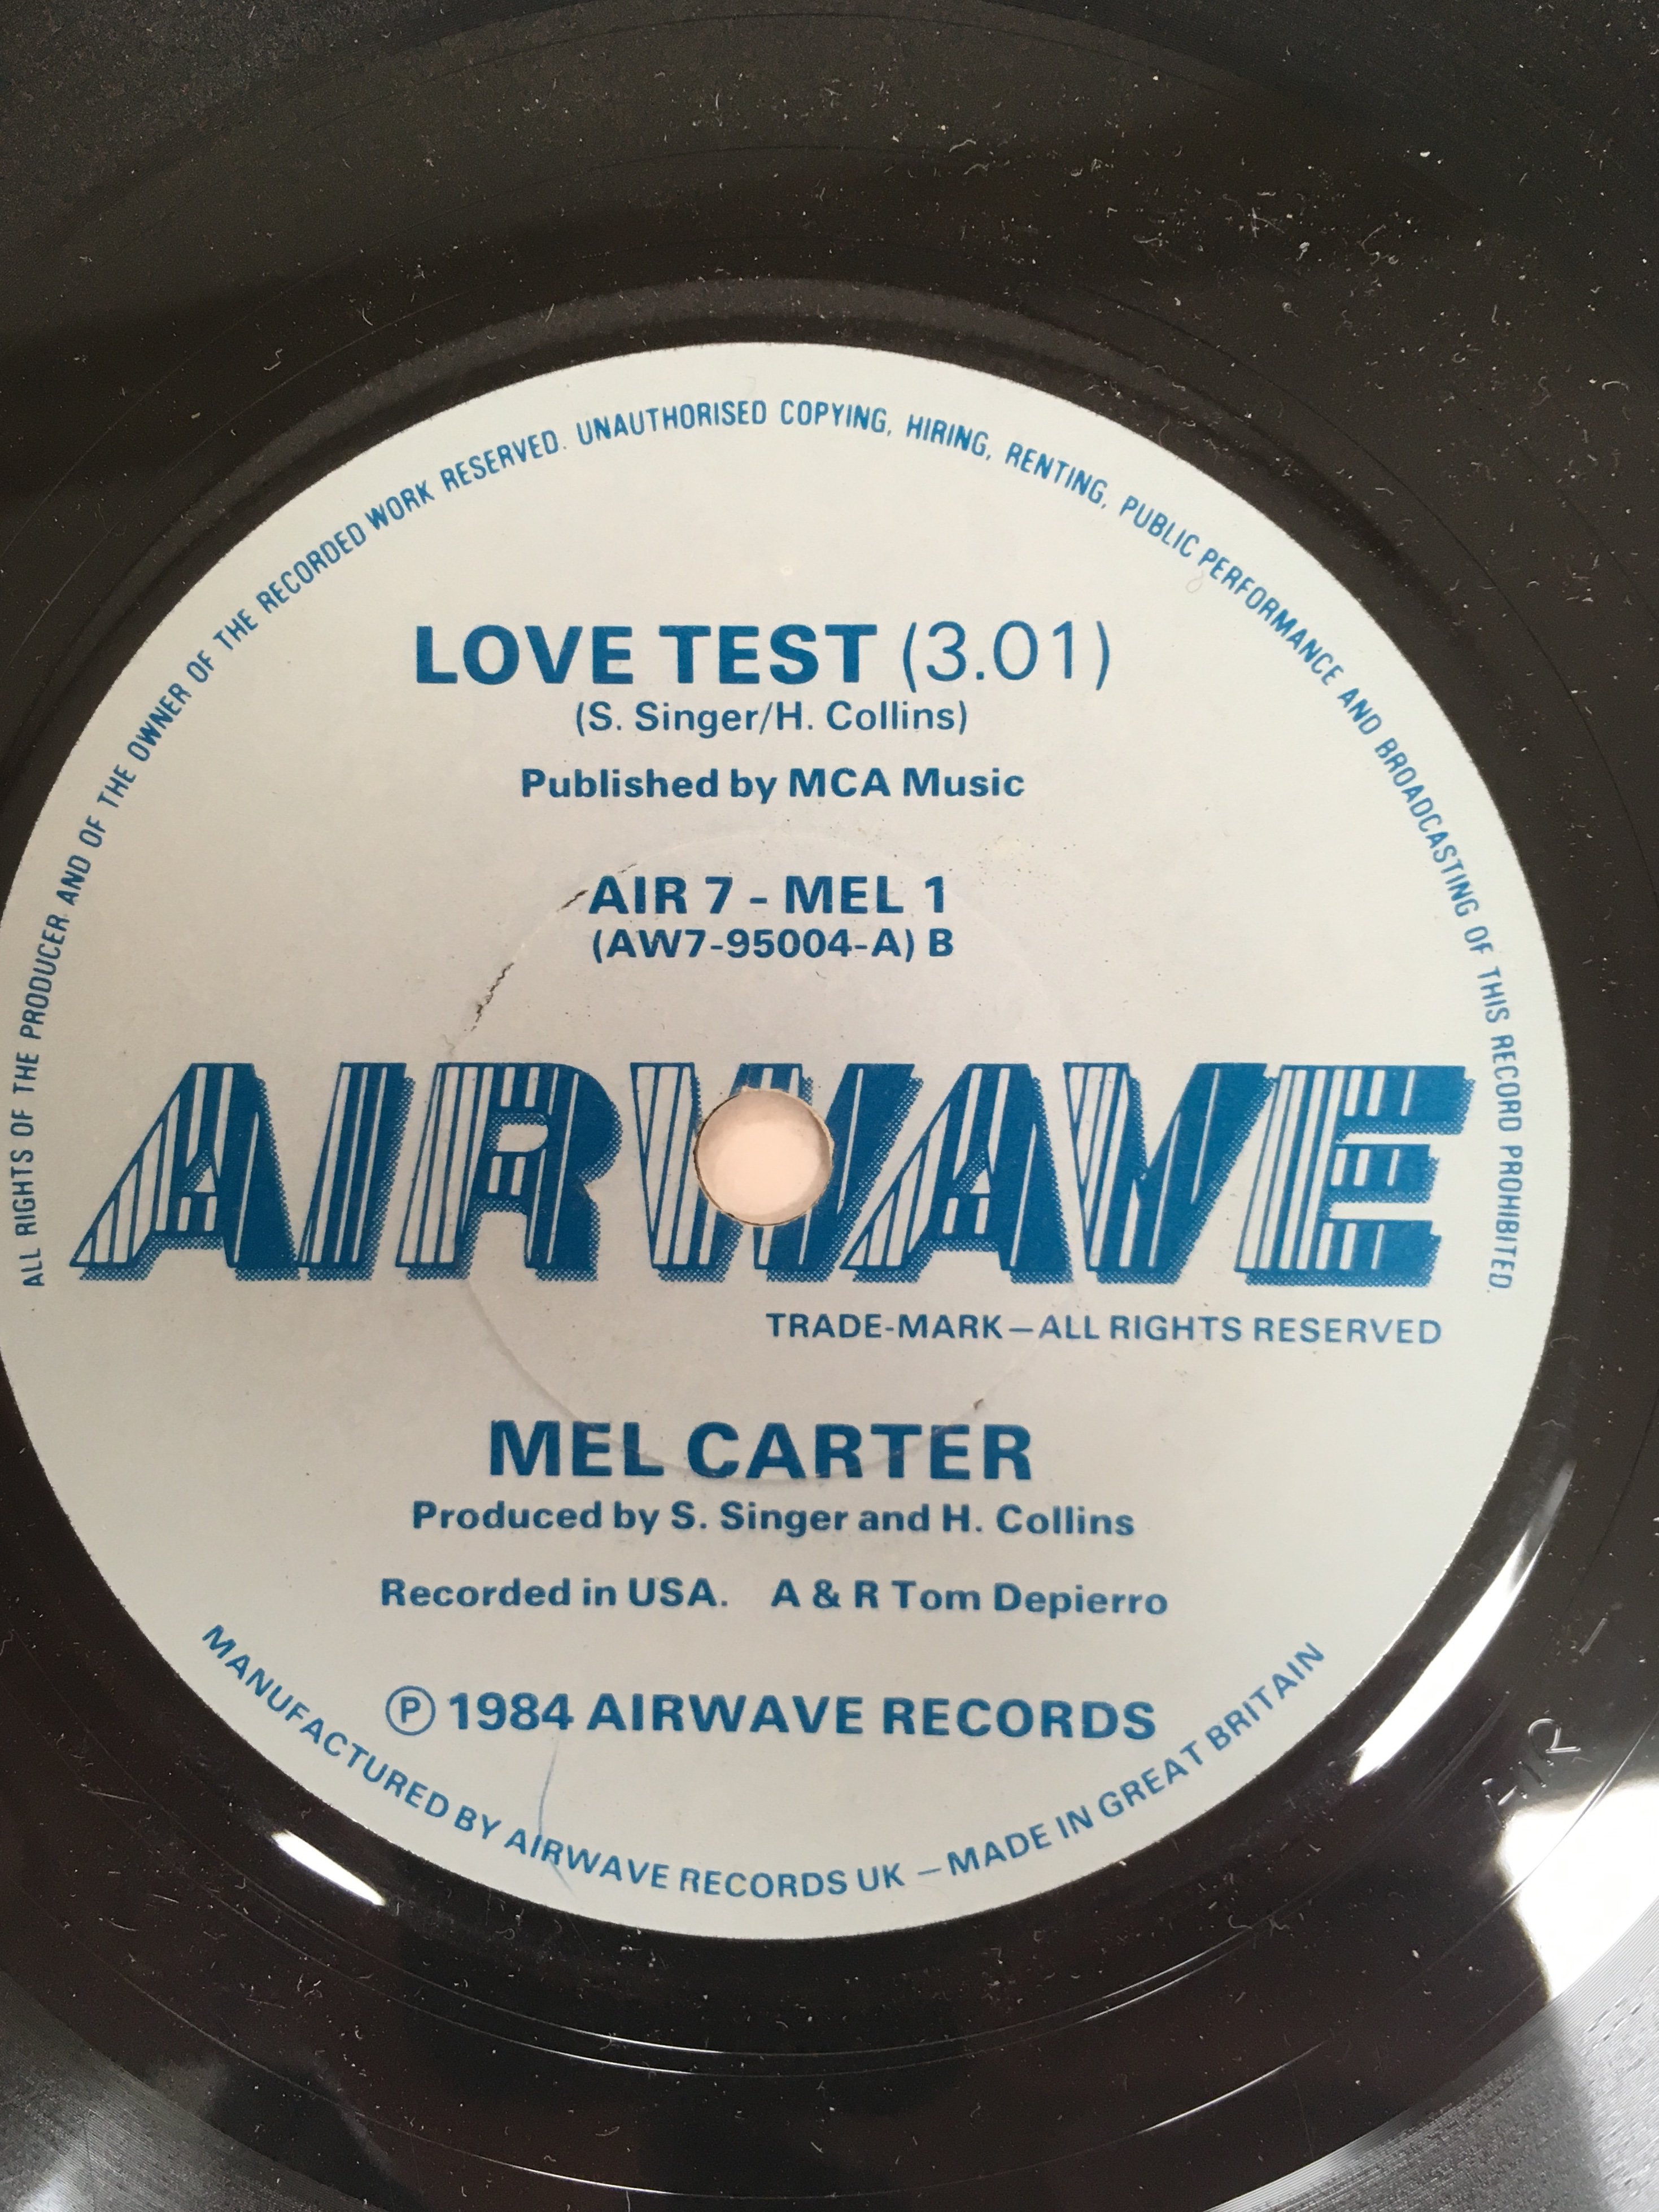 ALL RIGHTS OF THE PRODUCER AND OF THE OWNER OF THE RECORDED WORK RESERVED. UNAUTHORISED COPYING, HIRING, RENTING, PUBLIC PERFORMANCE AND BROADCASTING OF THIS RECORD PROHIBITED.
LOVE TEST (3.01)
(S. Singer/H. Collins)
Published by MCA Music
AIR 7 - MEL 1
(AW7-95004-A) B
AIRWAVE
TRADE-MARK—ALL RIGHTS RESERVED
MEL CARTER
Produced by S. Singer and H. Collins
Recorded in USA. A & R Tom Depierro
Ⓟ 1984 AIRWAVE RECORDS
MANUFACTURED BY AIRWAVE RECORDS UK —MADE IN GREAT BRITAIN